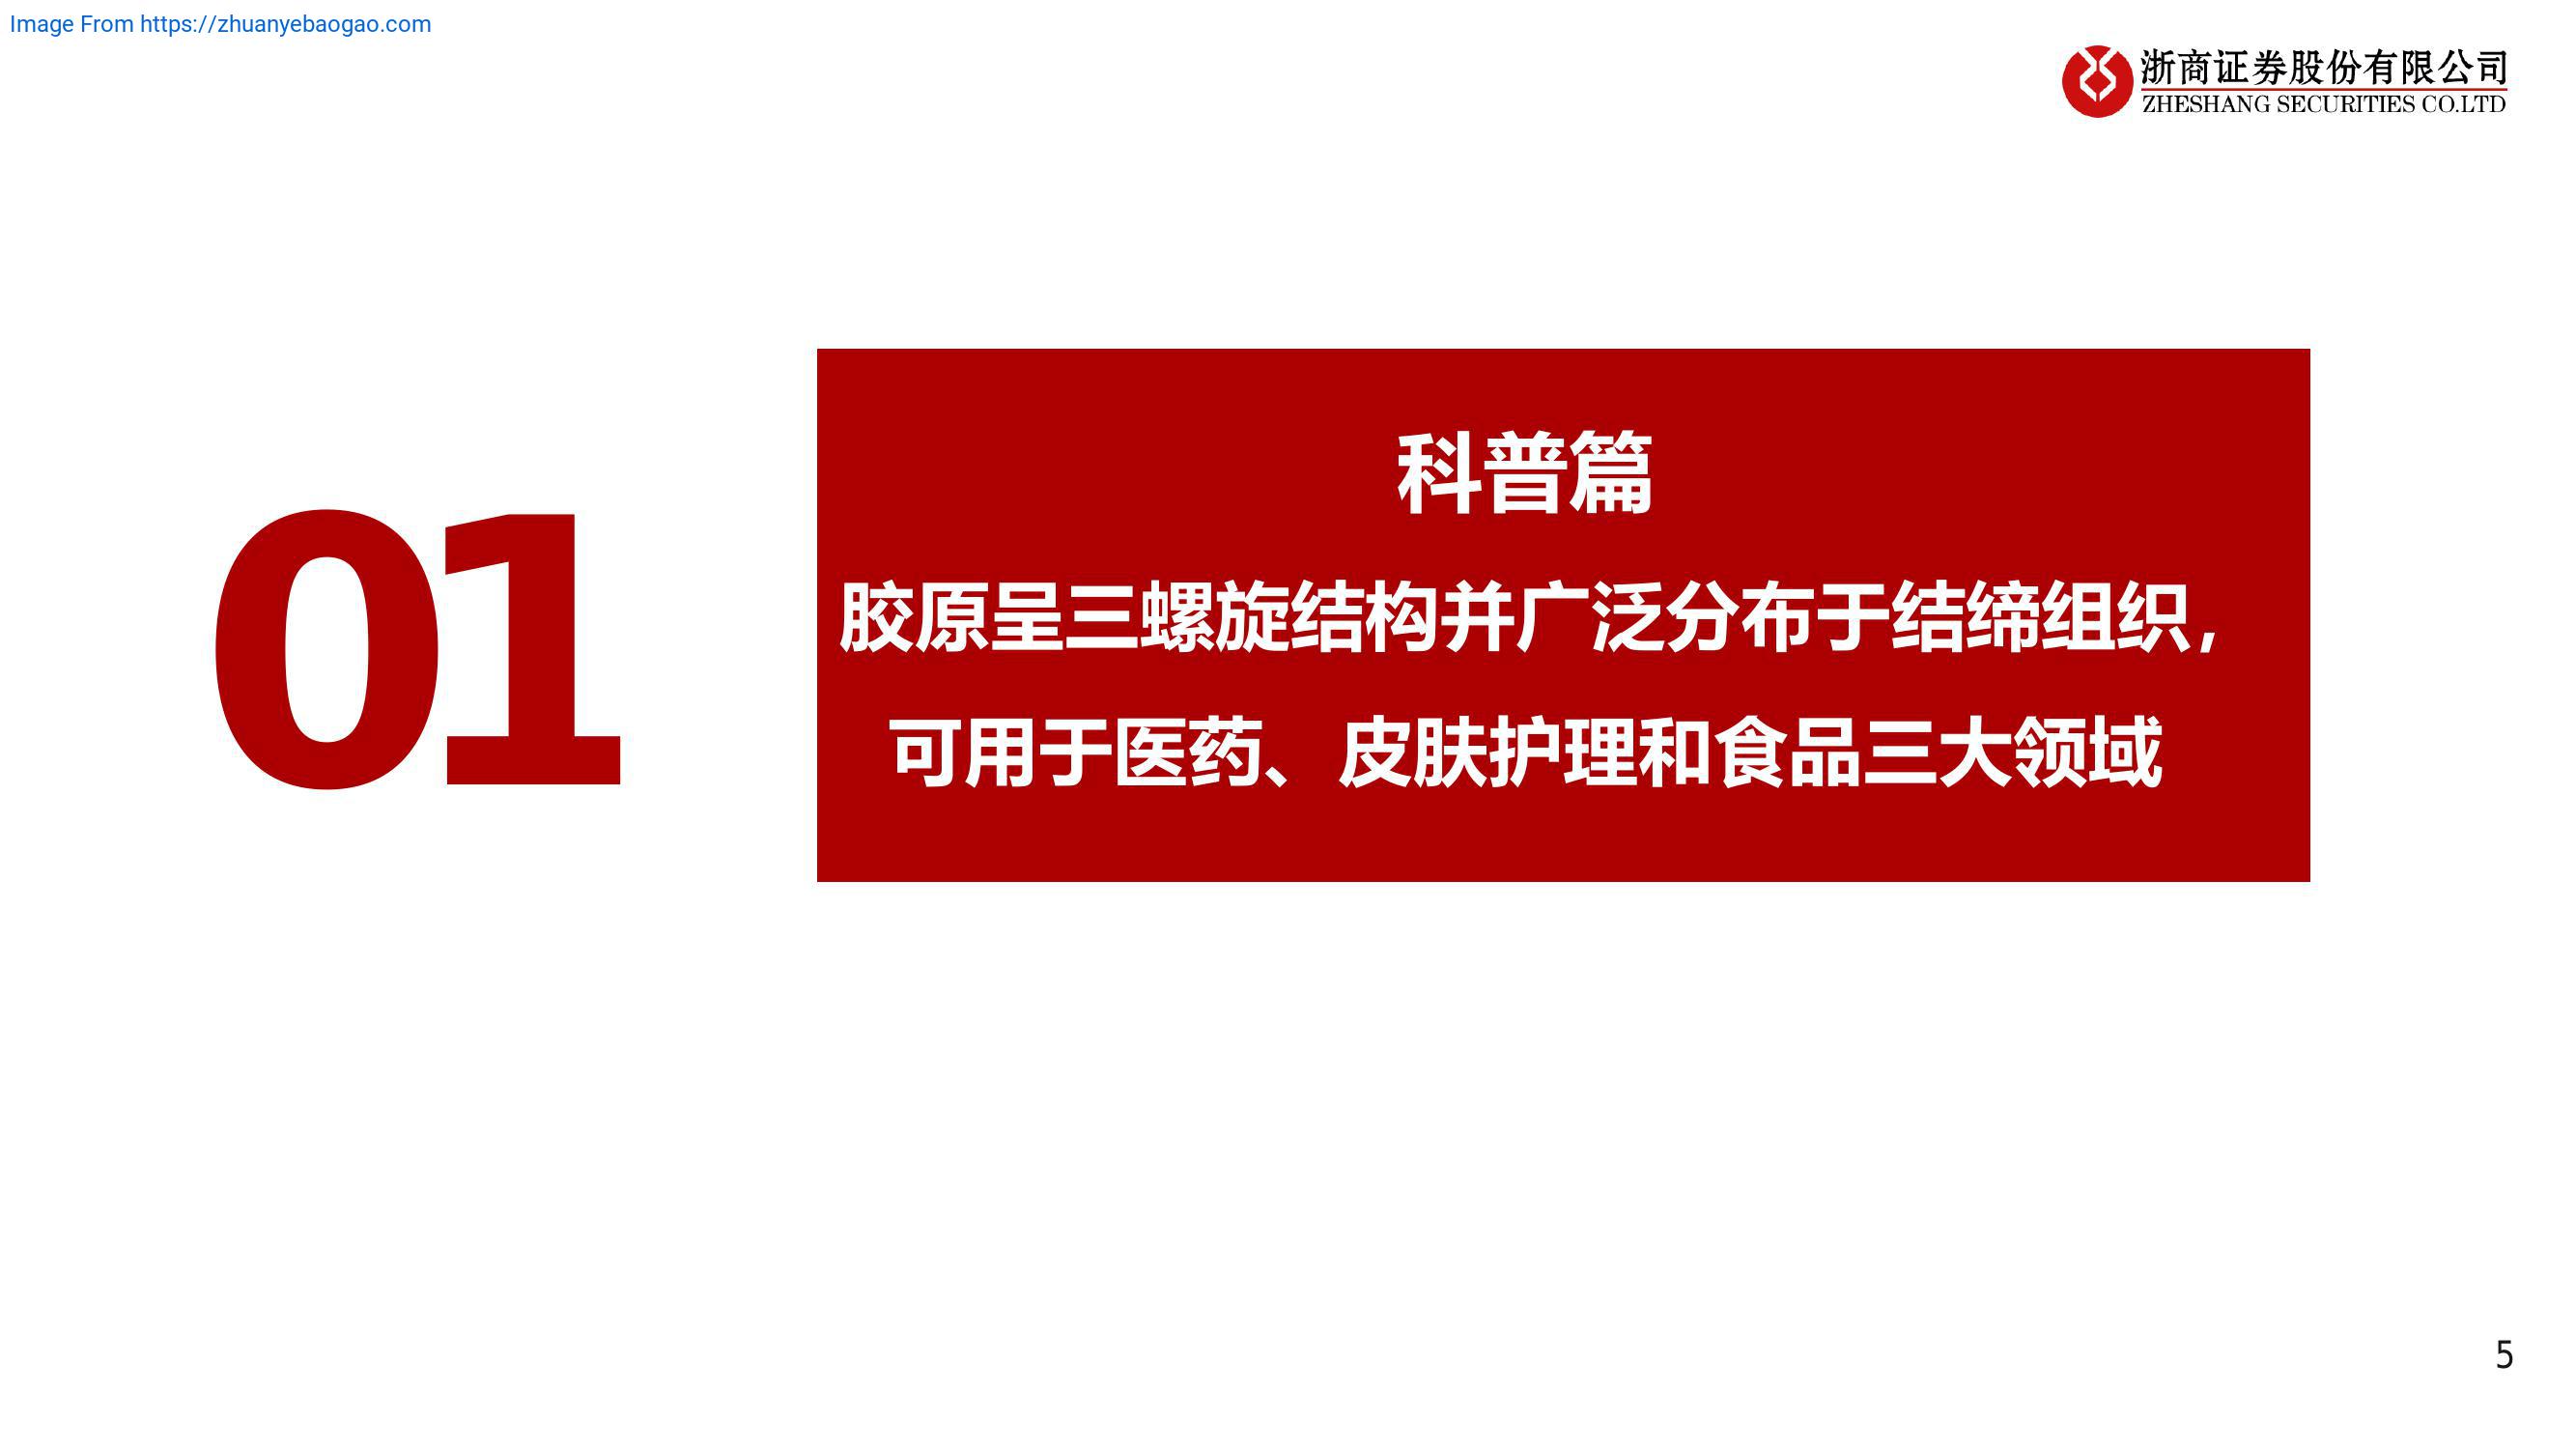 Image From https://zhuanyebaogao.com
浙商证券股份有限公司
ZHESHANG SECURITIES CO.LTD
01
科普篇
胶原呈三螺旋结构并广泛分布于结缔组织，
可用于医药、皮肤护理和食品三大领域
5